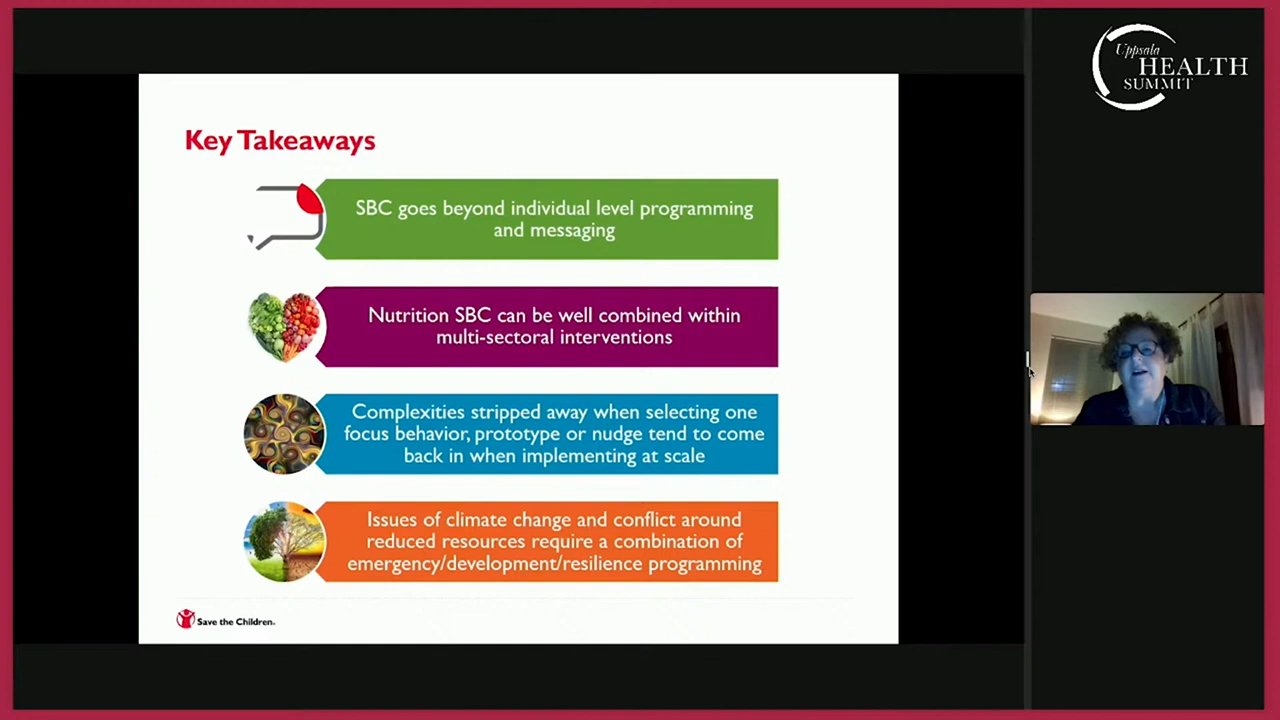 Uppsala
HEALTH
SUMMIT
Key Takeaways
SBC goes beyond individual level programming
and messaging
Nutrition SBC can be well combined within
multi-sectoral interventions
Complexities stripped away when selecting one
focus behavior, prototype or nudge tend to come
back in when implementing at scale
Issues of climate change and conflict around
reduced resources require a combination of
emergency/development/resilience programming
Save the Children.